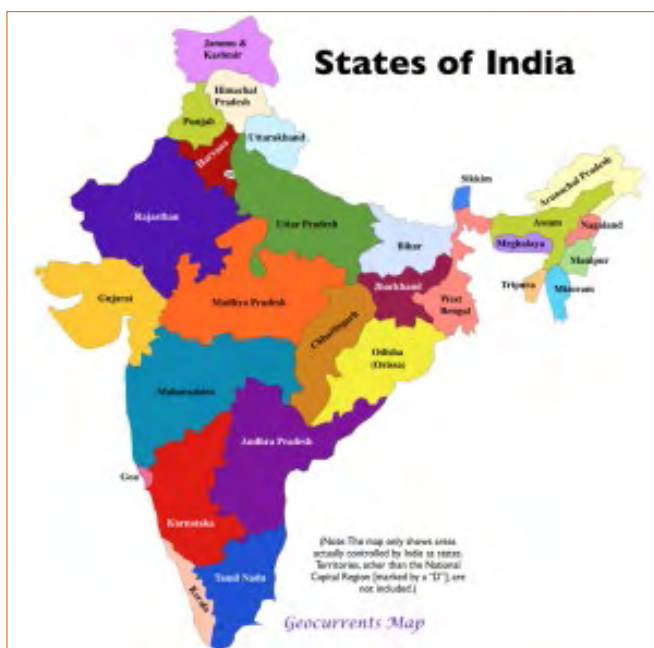 States of India
Jammu &
Kashmir
Himachal
Pradesh
Punjab
Uttarakhand
Haryana
Rajasthan
Uttar Pradesh
Sikkim
Arunachal Pradesh
Assam
Nagaland
Meghalaya
Manipur
Bihar
Tripura
Mizoram
Jharkhand
West
Bengal
Gujarat
Madhya Pradesh
Chhattisgarh
Odisha
(Orissa)
Maharashtra
Andhra Pradesh
Goa
Karnataka
(Note: The map only shows areas
actually controlled by India as states.
Territories, other than the National
Capital Region [marked by a "D"], are
not included.)
Tamil Nadu
Kerala
Geocurrents Map